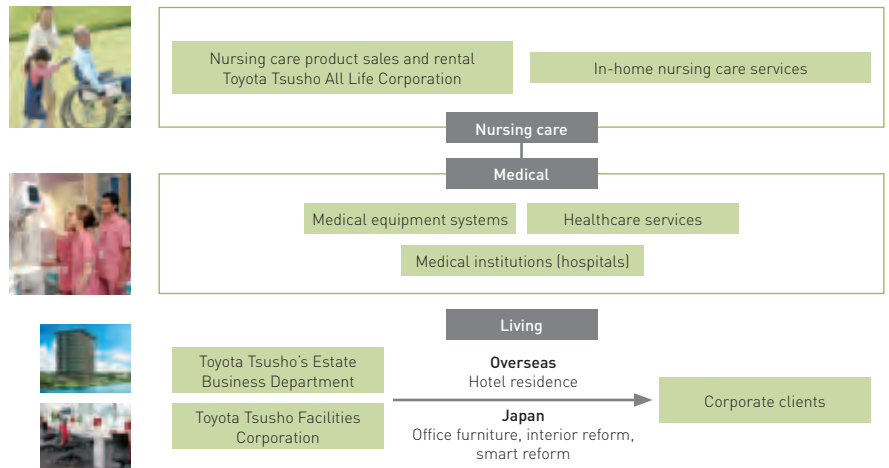 Nursing care product sales and rental
Toyota Tsusho All Life Corporation
In-home nursing care services
Nursing care
Medical
Medical equipment systems
Healthcare services
Medical institutions (hospitals)
Living
Toyota Tsusho’s Estate
Business Department
Toyota Tsusho Facilities
Corporation
Overseas
Hotel residence
Japan
Office furniture, interior reform,
smart reform
Corporate clients